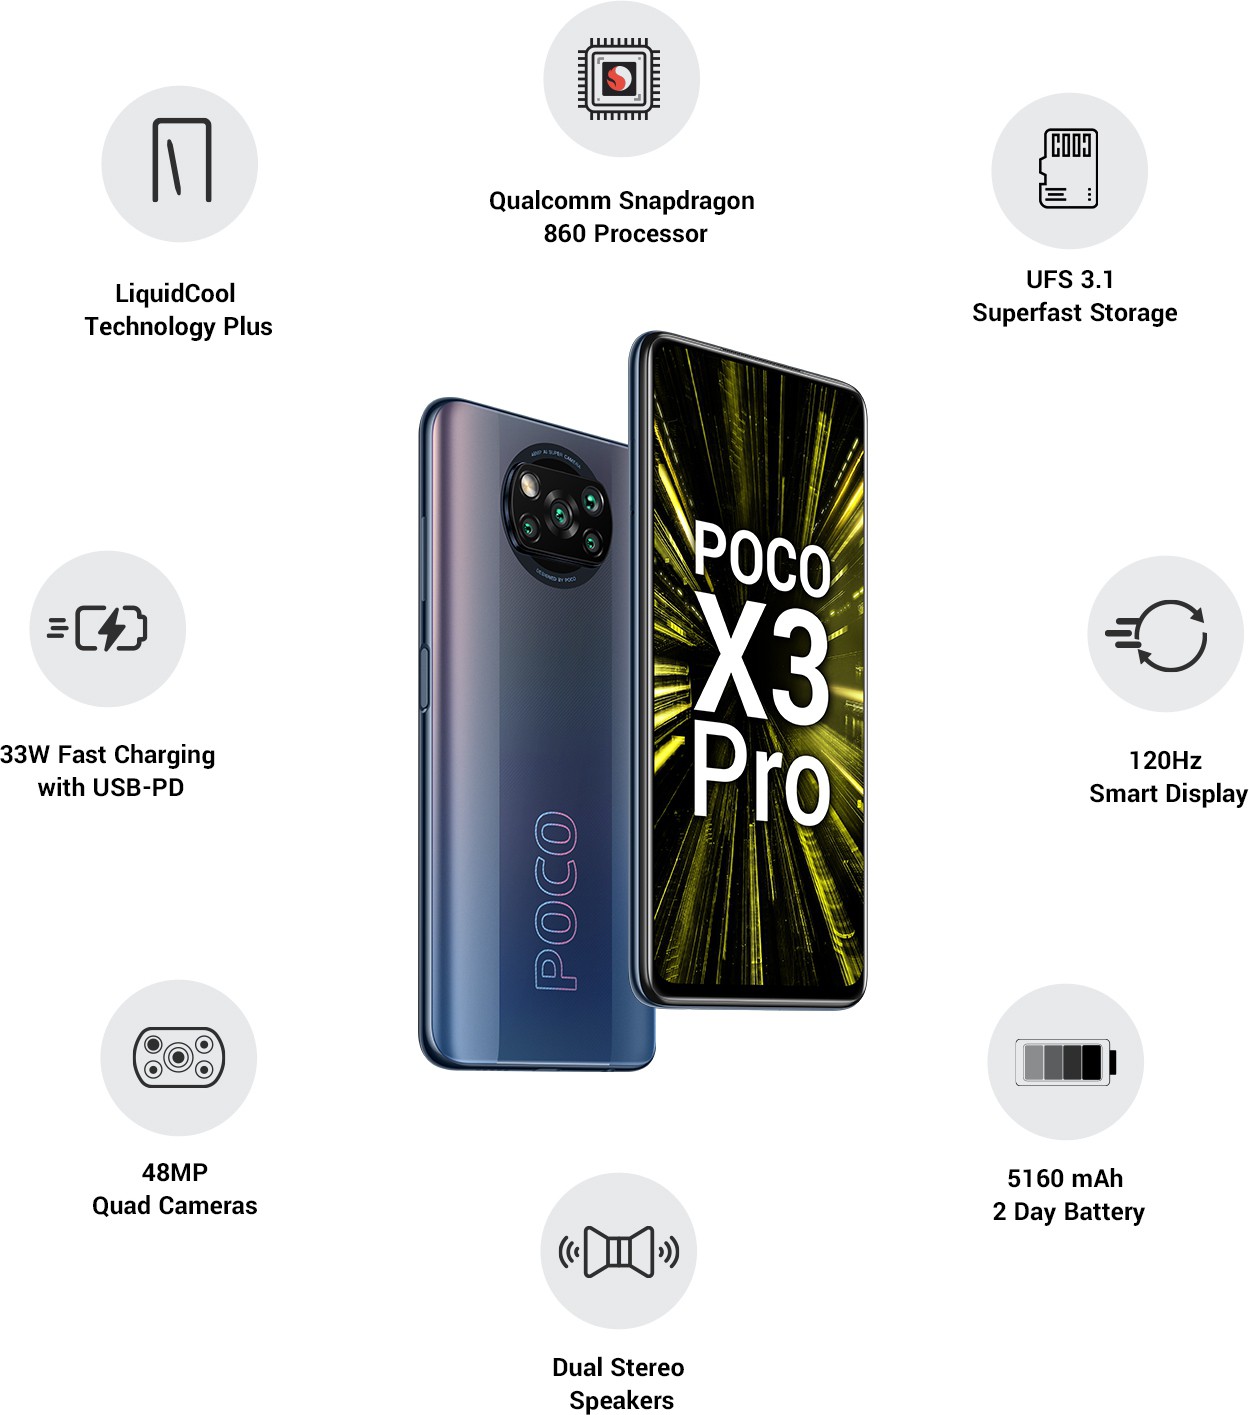 Qualcomm Snapdragon
860 Processor
LiquidCool
Technology Plus
UFS 3.1
Superfast Storage
48MP AI SUPER CAMERA
DESIGNED BY POCO
POCO
X3
Pro
POCO
33W Fast Charging
with USB-PD
120Hz
Smart Display
48MP
Quad Cameras
5160 mAh
2 Day Battery
Dual Stereo
Speakers